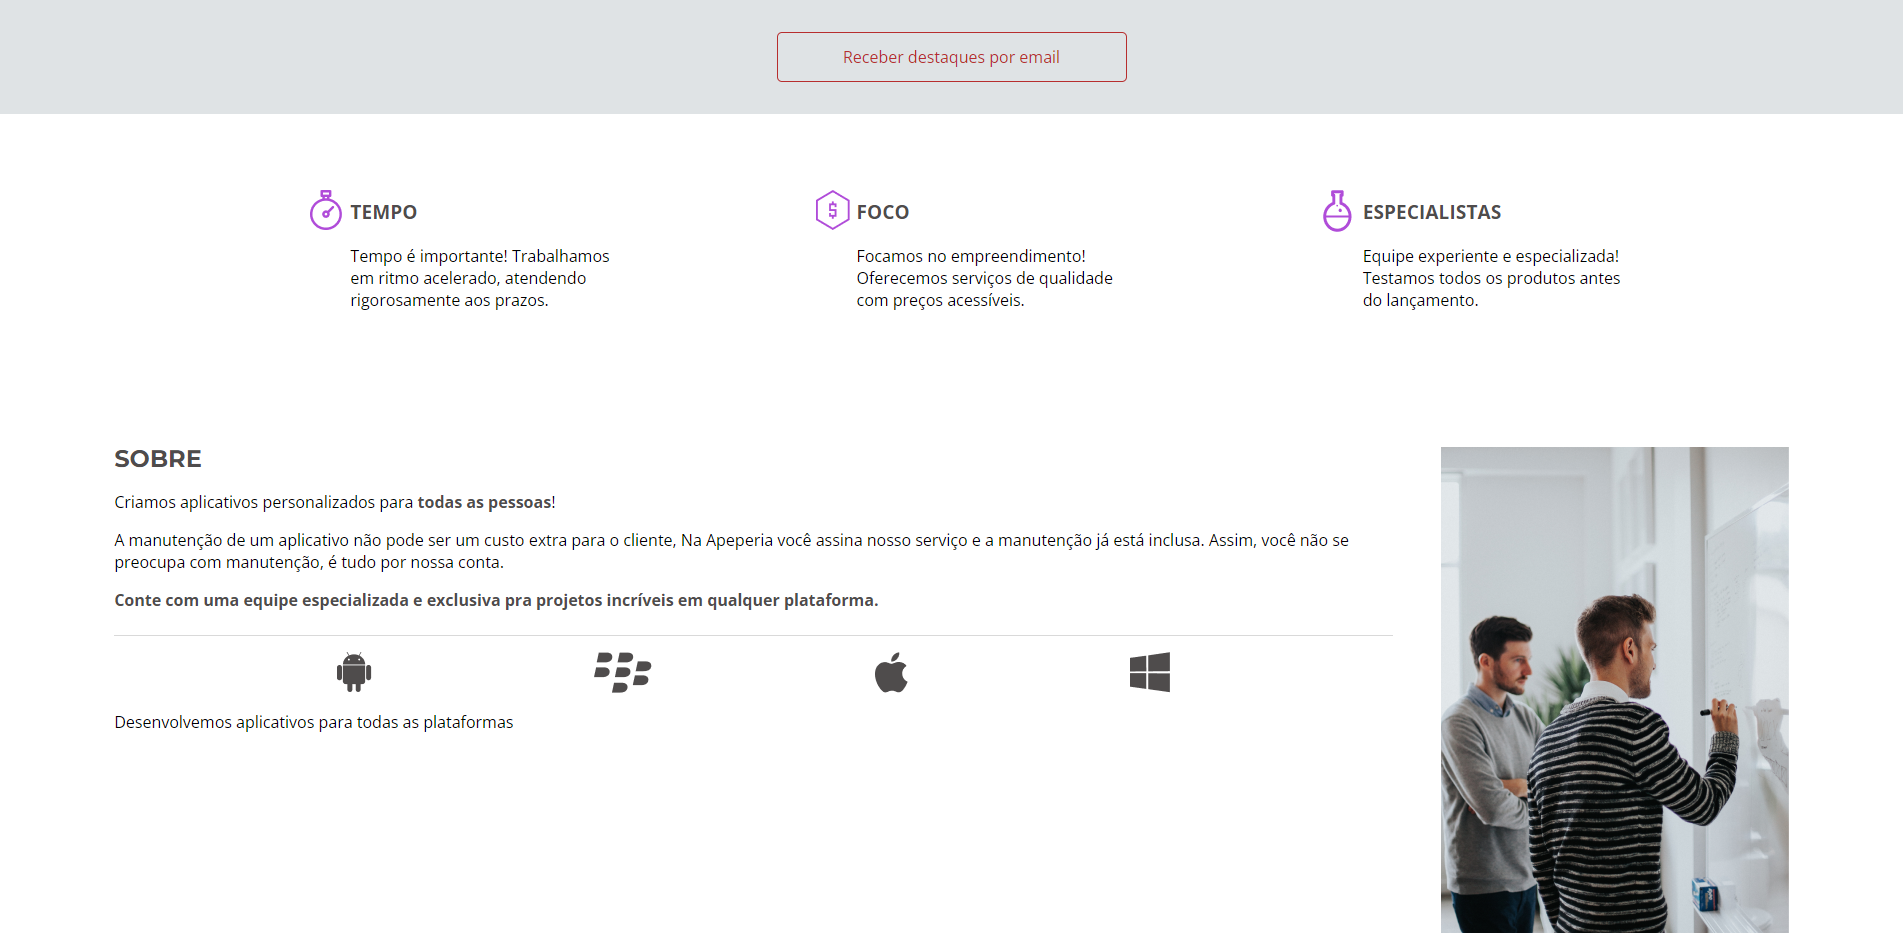 Receber destaques por email
TEMPO
Tempo é importante! Trabalhamos
em ritmo acelerado, atendendo
rigorosamente aos prazos.
FOCO
Focamos no empreendimento!
Oferecemos serviços de qualidade
com preços acessíveis.
ESPECIALISTAS
Equipe experiente e especializada!
Testamos todos os produtos antes
do lançamento.
SOBRE
Criamos aplicativos personalizados para todas as pessoas!
A manutenção de um aplicativo não pode ser um custo extra para o cliente, Na Apeperia você assina nosso serviço e a manutenção já está inclusa. Assim, você não se
preocupa com manutenção, é tudo por nossa conta.
Conte com uma equipe especializada e exclusiva pra projetos incríveis em qualquer plataforma.
Desenvolvemos aplicativos para todas as plataformas